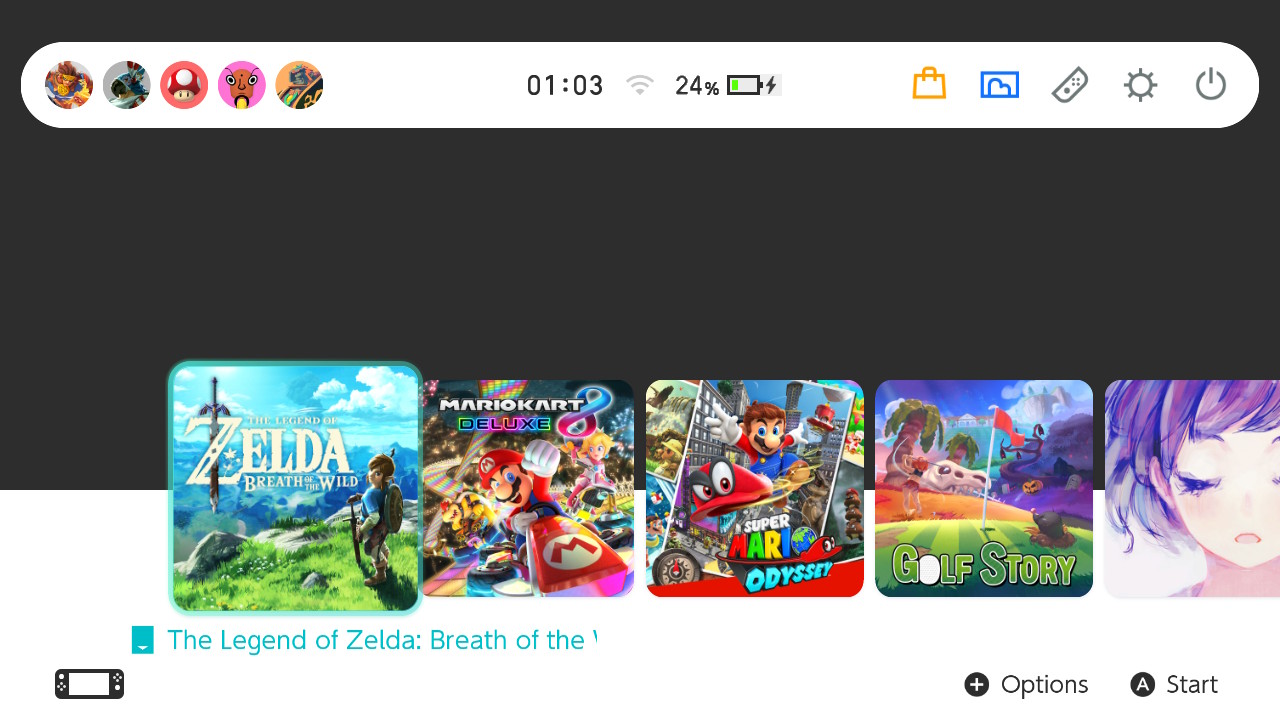 01:03 24%
THE LEGEND OF
ZELDA
BREATH OF THE WILD
MARIOKART 8
DELUXE
SUPER
MARIO
ODYSSEY
GOLF STORY
The Legend of Zelda: Breath of the
Options
A Start